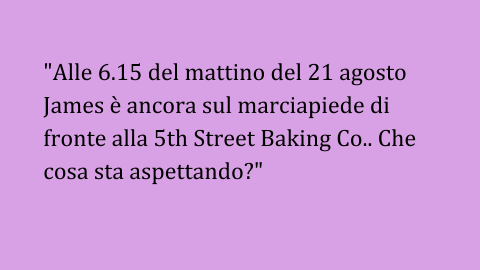 "Alle 6.15 del mattino del 21 agosto
James è ancora sul marciapiede di
fronte alla 5th Street Baking Co.. Che
cosa sta aspettando?"